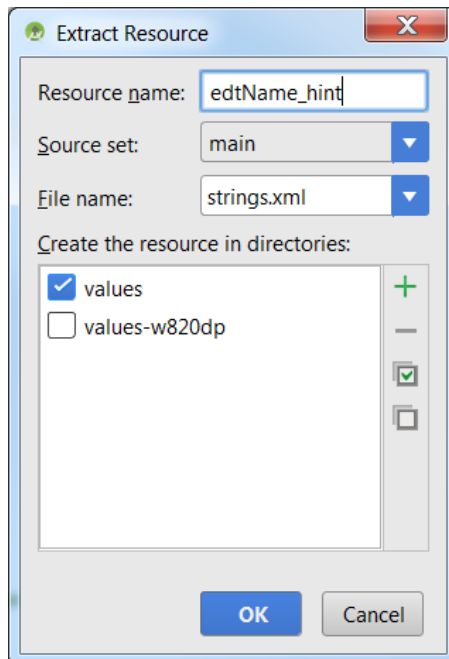 Extract Resource
Resource name: edtName_hint
Source set: main
File name: strings.xml
Create the resource in directories:
values
values-w820dp
OK Cancel